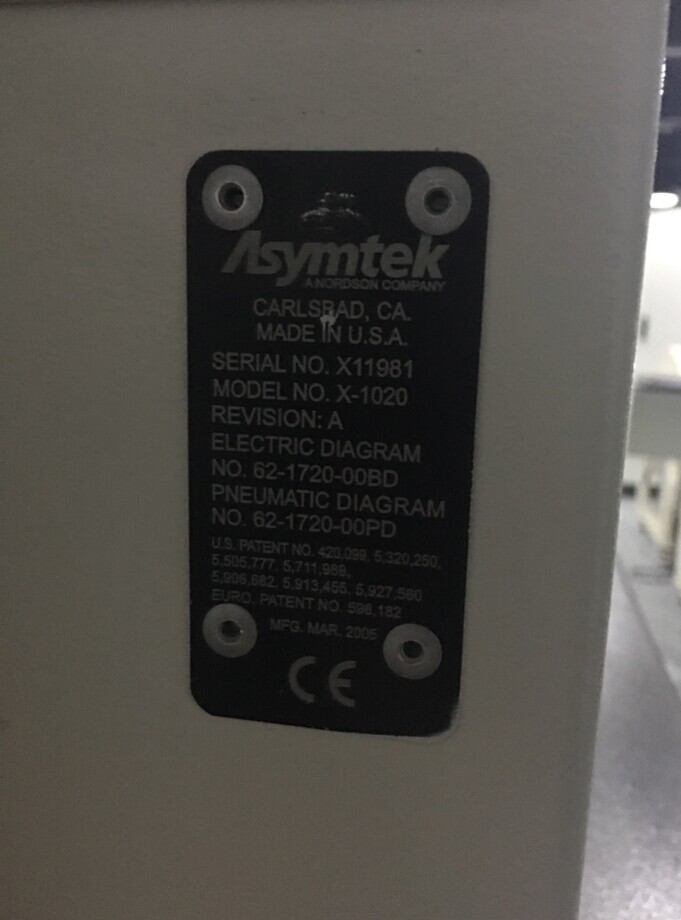 Asymtek
A NORDSON COMPANY
CARLSBAD, CA.
MADE IN U.S.A.
SERIAL NO. X11981
MODEL NO. X-1020
REVISION: A
ELECTRIC DIAGRAM
NO. 62-1720-00BD
PNEUMATIC DIAGRAM
NO. 62-1720-00PD
U.S. PATENT NO. 420,099, 5,320,250,
5,505,777, 5,711,989,
5,906,682, 5,913,455, 5,927,560
EURO. PATENT NO. 598,182
MFG. MAR. 2005
CE